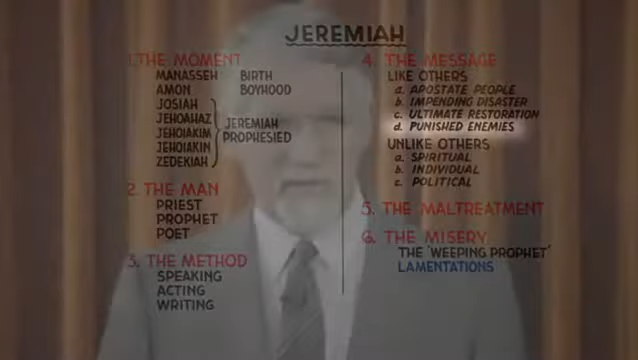 JEREMIAH
1. THE MOMENT
MANASSEH BIRTH
AMON BOYHOOD
JOSIAH
JEHOAHAZ
JEHOIAKIM
JEHOIAKIN
ZEDEKIAH
JEREMIAH
PROPHESIED
2. THE MAN
PRIEST
PROPHET
POET
3. THE METHOD
SPEAKING
ACTING
WRITING
4. THE MESSAGE
LIKE OTHERS
a. APOSTATE PEOPLE
b. IMPENDING DISASTER
c. ULTIMATE RESTORATION
d. PUNISHED ENEMIES
UNLIKE OTHERS
a. SPIRITUAL
b. INDIVIDUAL
c. POLITICAL
5. THE MALTREATMENT
6. THE MISERY
THE 'WEEPING PROPHET'
LAMENTATIONS